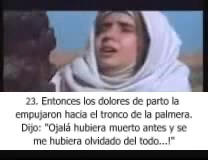 23. Entonces los dolores de parto la
empujaron hacia el tronco de la palmera.
Dijo: "Ojalá hubiera muerto antes y se
me hubiera olvidado del todo...!"